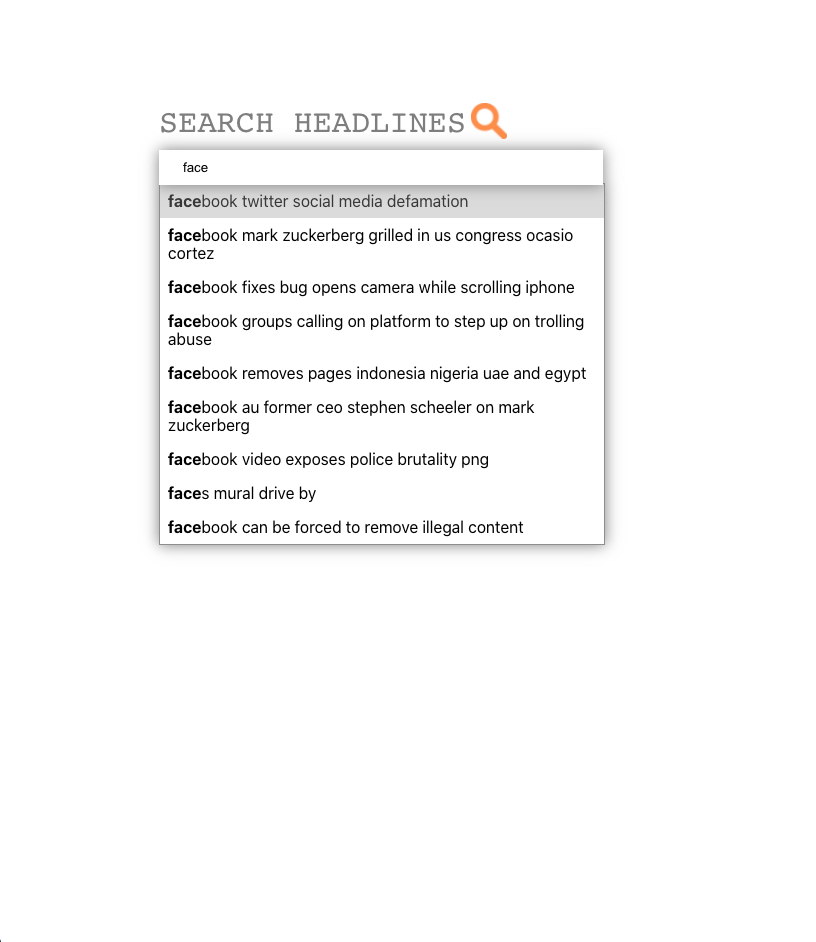 SEARCH HEADLINES
face
facebook twitter social media defamation
facebook mark zuckerberg grilled in us congress ocasio
cortez
facebook fixes bug opens camera while scrolling iphone
facebook groups calling on platform to step up on trolling
abuse
facebook removes pages indonesia nigeria uae and egypt
facebook au former ceo stephen scheeler on mark
zuckerberg
facebook video exposes police brutality png
faces mural drive by
facebook can be forced to remove illegal content